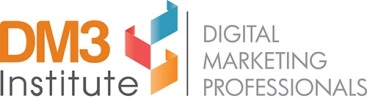 DM3
Institute
DIGITAL
MARKETING
PROFESSIONALS